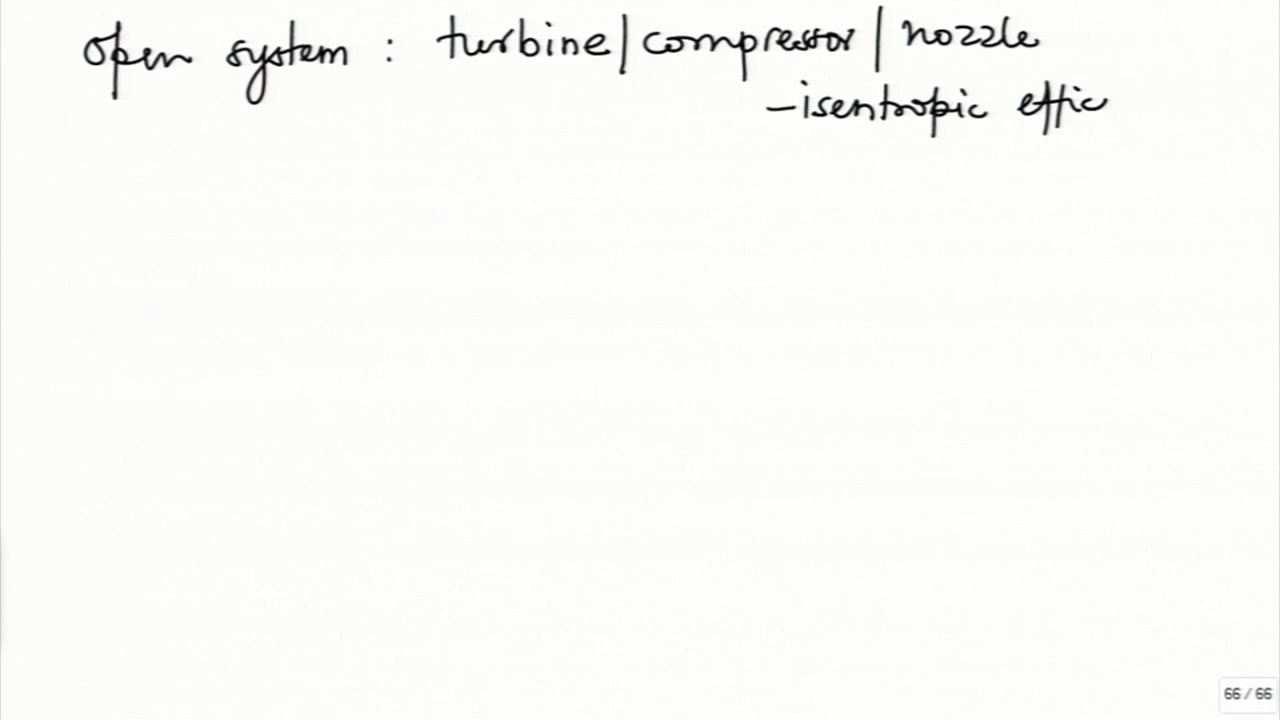 open system : turbine | compressor | nozzle
- isentropic effic
66 / 66